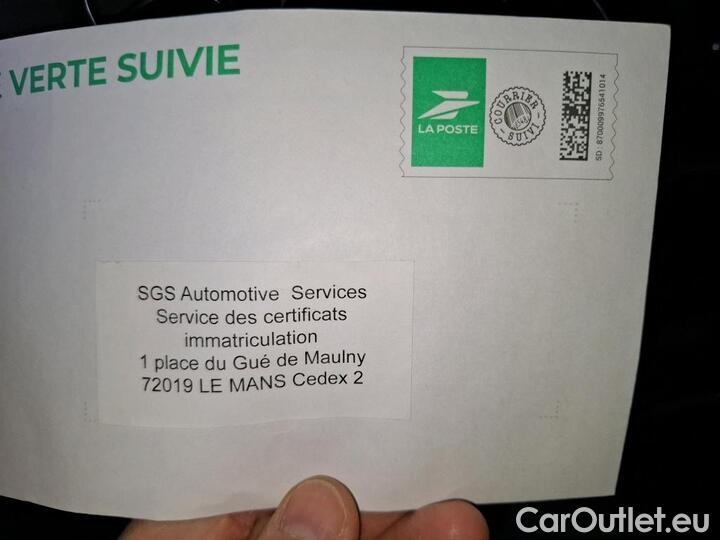 E VERTE SUIVIE
LA POSTE
COURRIER
SUIVI
SD : 870009976541014
SGS Automotive Services
Service des certificats
immatriculation
1 place du Gué de Maulny
72019 LE MANS Cedex 2
CarOutlet.eu